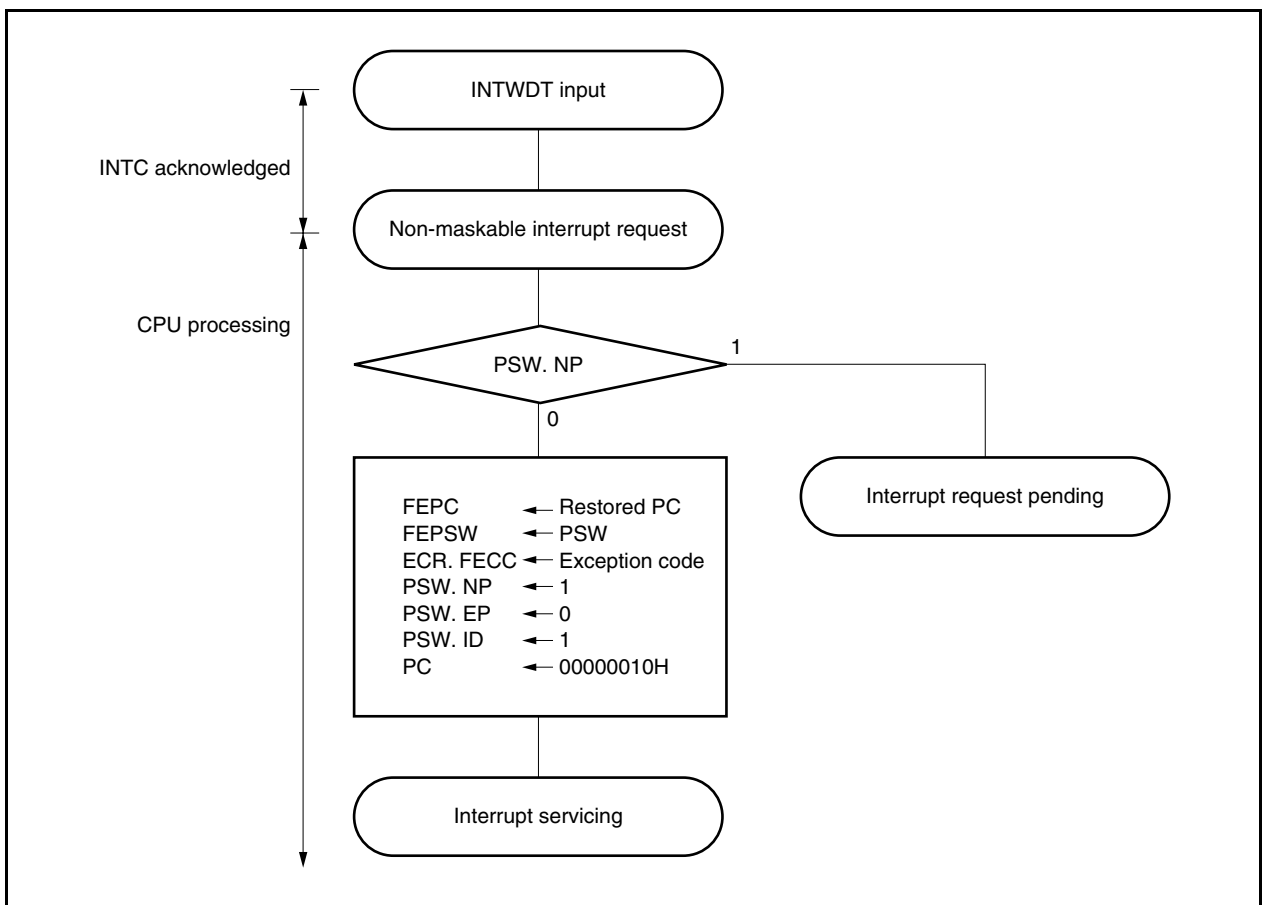 INTWDT input
INTC acknowledged
Non-maskable interrupt request
CPU processing
PSW. NP
1
0
FEPC ← Restored PC
FEPSW ← PSW
ECR. FECC ← Exception code
PSW. NP ← 1
PSW. EP ← 0
PSW. ID ← 1
PC ← 00000010H
Interrupt request pending
Interrupt servicing